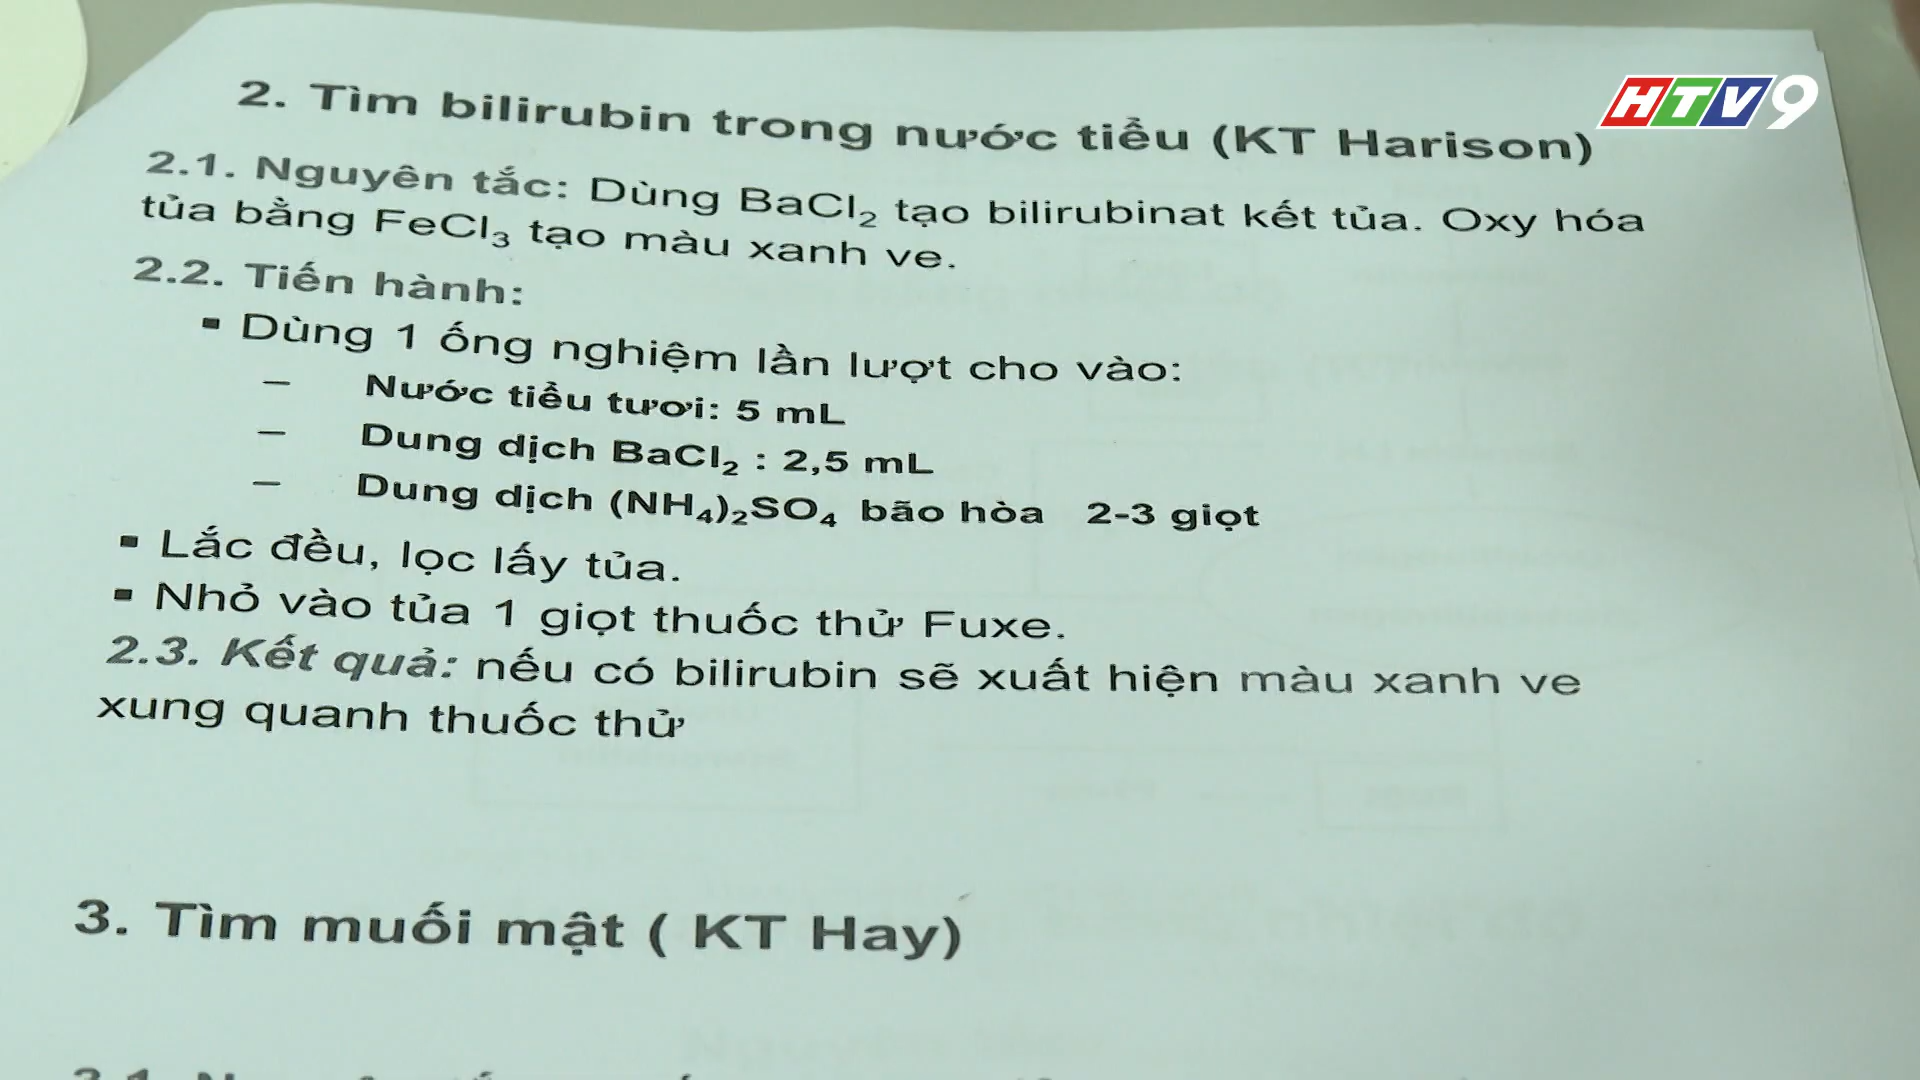 HTV9
2. Tìm bilirubin trong nước tiểu (KT Harison)
2.1. Nguyên tắc: Dùng BaCl₂ tạo bilirubinat kết tủa. Oxy hóa
tủa bằng FeCl₃ tạo màu xanh ve.
2.2. Tiến hành:
▪ Dùng 1 ống nghiệm lần lượt cho vào:
– Nước tiểu tươi: 5 mL
– Dung dịch BaCl₂ : 2,5 mL
– Dung dịch (NH₄)₂SO₄ bão hòa 2-3 giọt
▪ Lắc đều, lọc lấy tủa.
▪ Nhỏ vào tủa 1 giọt thuốc thử Fuxe.
2.3. Kết quả: nếu có bilirubin sẽ xuất hiện màu xanh ve
xung quanh thuốc thử
3. Tìm muối mật ( KT Hay)